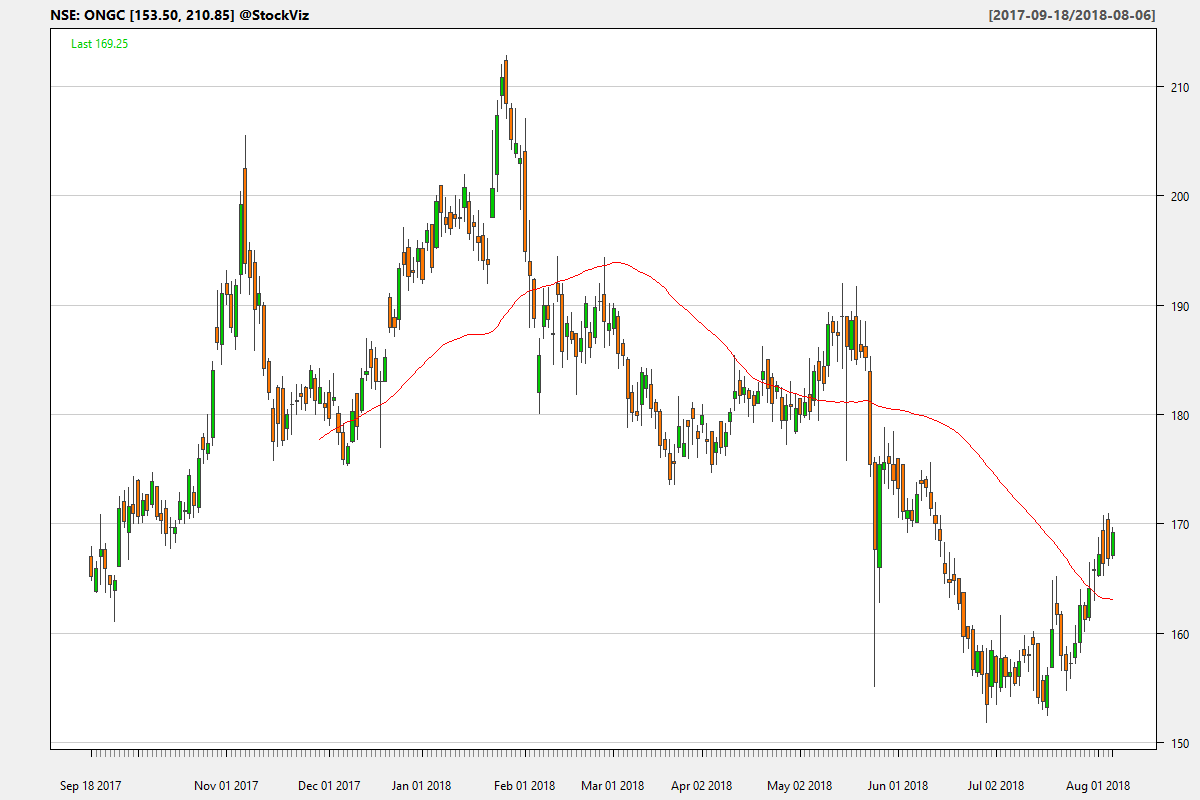 NSE: ONGC [153.50, 210.85] @StockViz [2017-09-18/2018-08-06]
Last 169.25
210
200
190
180
170
160
150
Sep 18 2017 Nov 01 2017 Dec 01 2017 Jan 01 2018 Feb 01 2018 Mar 01 2018 Apr 02 2018 May 02 2018 Jun 01 2018 Jul 02 2018 Aug 01 2018